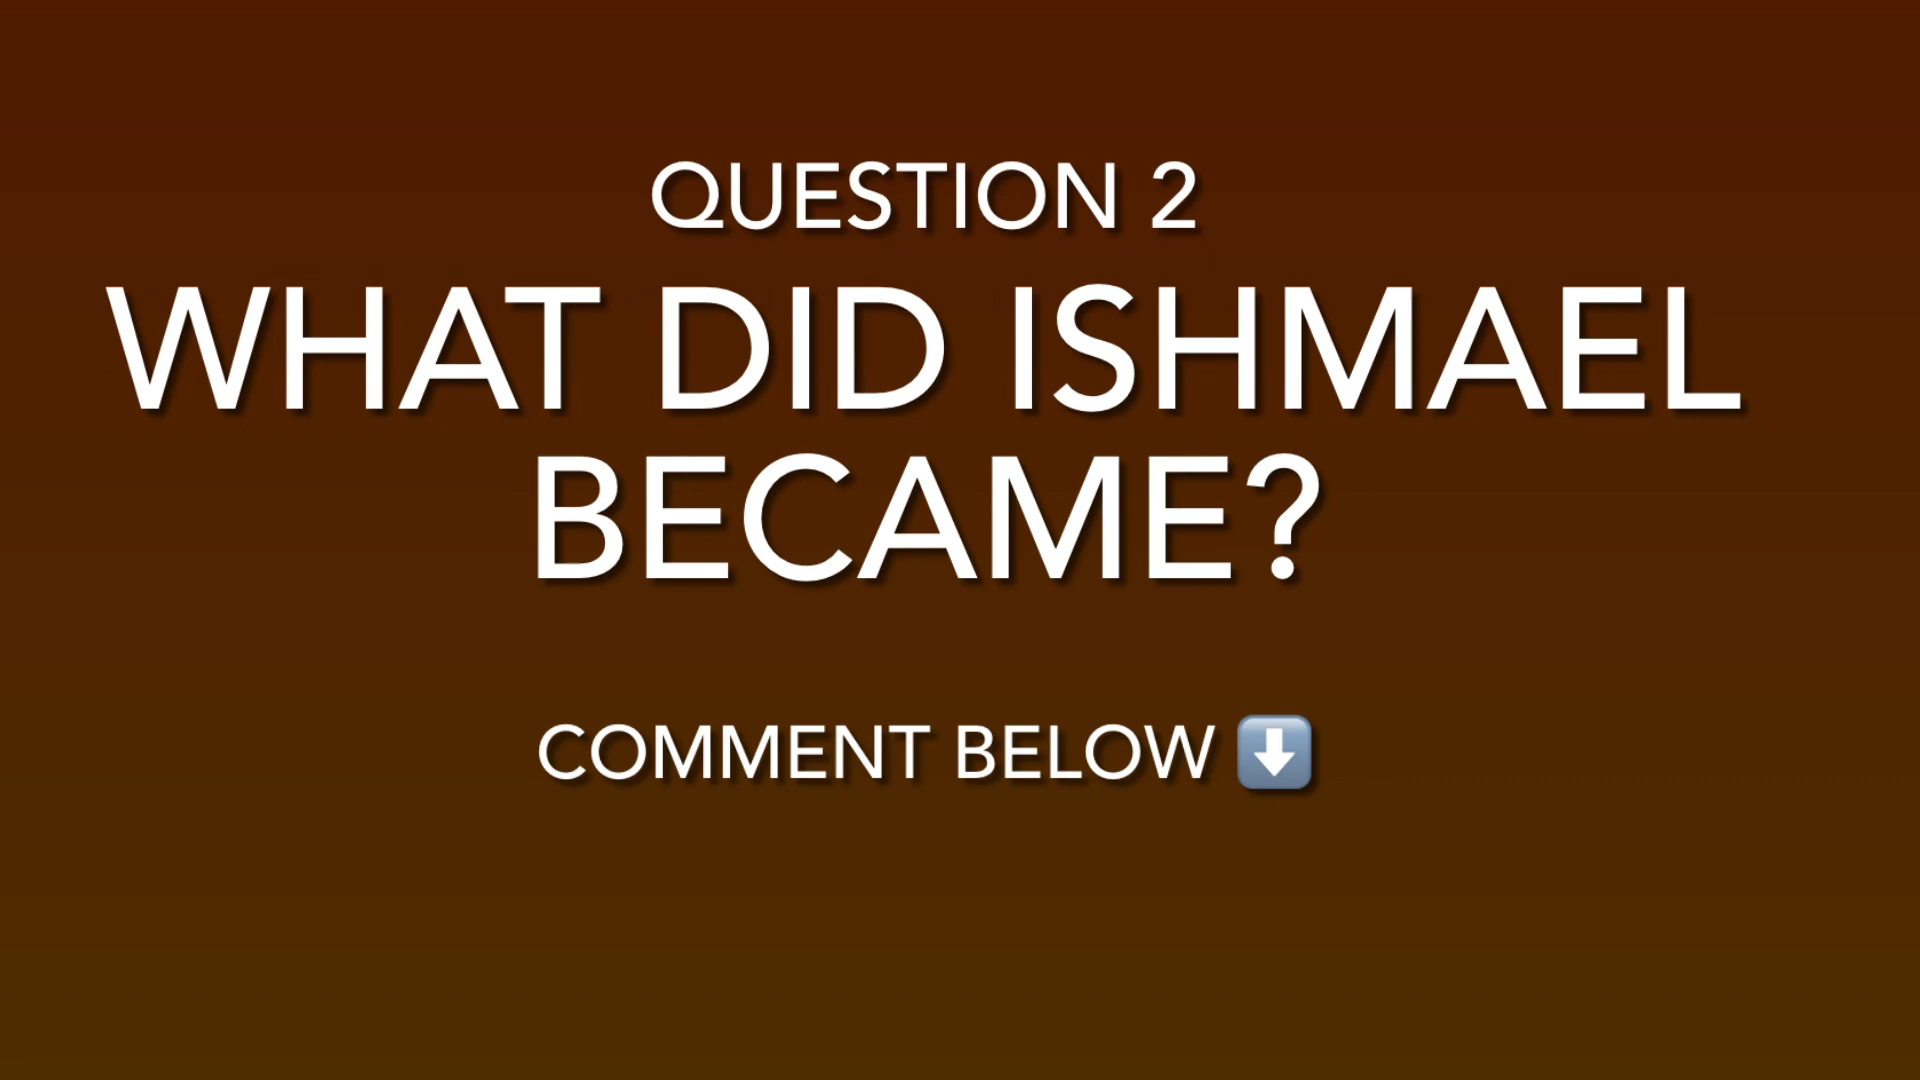 QUESTION 2
WHAT DID ISHMAEL
BECAME?
COMMENT BELOW ⬇️